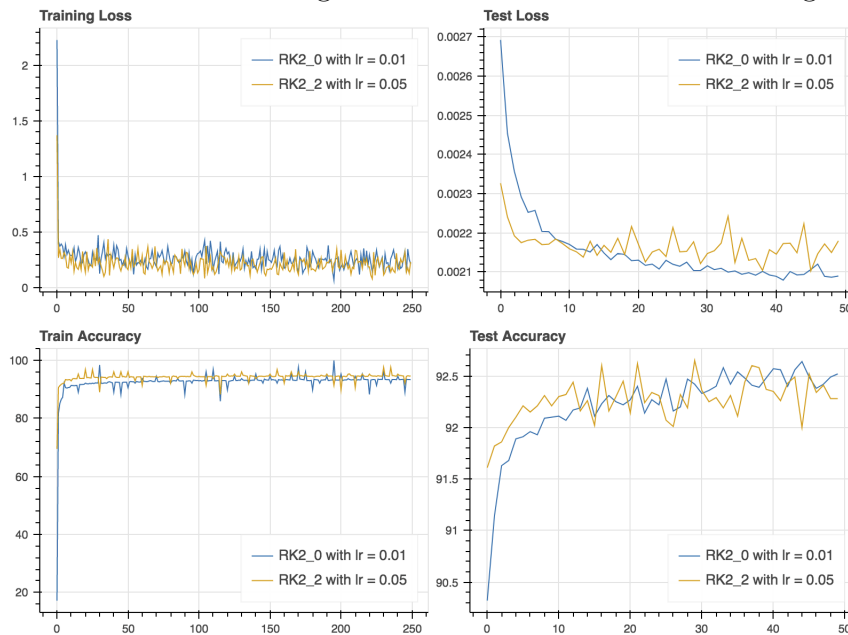 Training Loss
2
1.5
1
0.5
0
0 50 100 150 200 250
RK2_0 with lr = 0.01
RK2_2 with lr = 0.05
Test Loss
0.0027
0.0026
0.0025
0.0024
0.0023
0.0022
0.0021
0 10 20 30 40 50
RK2_0 with lr = 0.01
RK2_2 with lr = 0.05
Train Accuracy
100
80
60
40
20
0 50 100 150 200 250
RK2_0 with lr = 0.01
RK2_2 with lr = 0.05
Test Accuracy
92.5
92
91.5
91
90.5
0 10 20 30 40 50
RK2_0 with lr = 0.01
RK2_2 with lr = 0.05